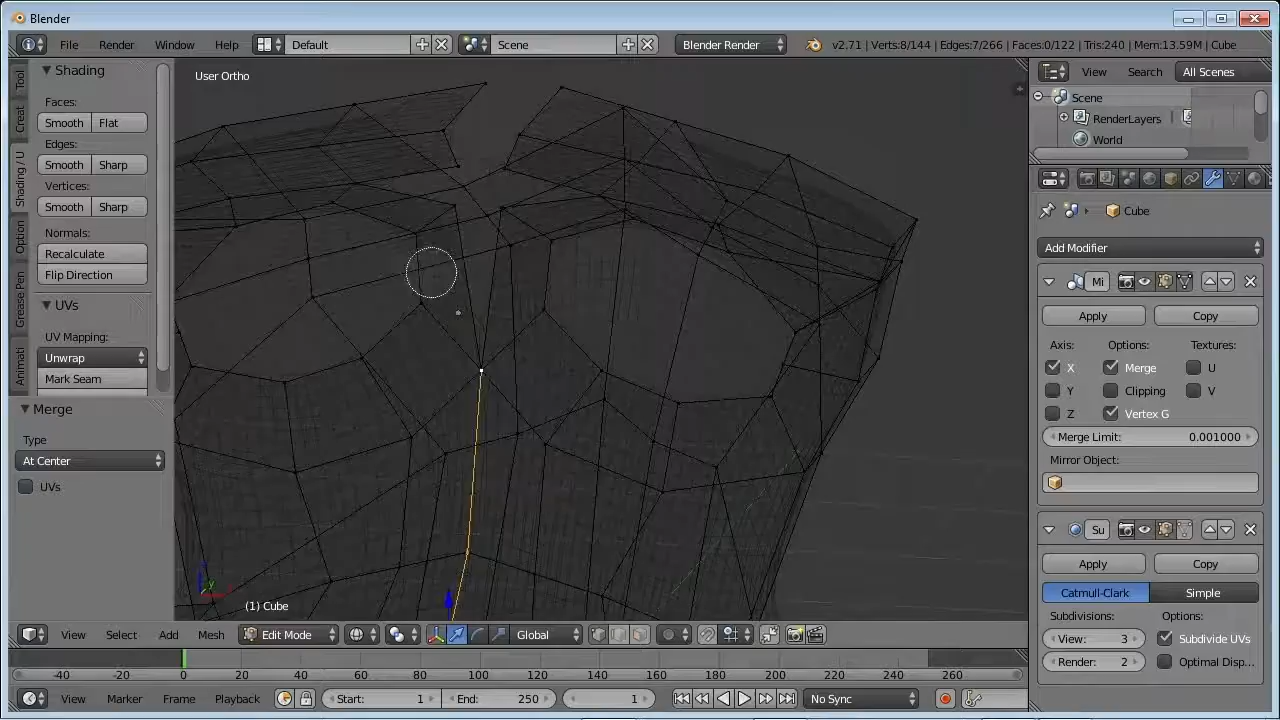 Blender
File Render Window Help Default Scene Blender Render v2.71 | Verts:8/144 | Edges:7/266 | Faces:0/122 | Tris:240 | Mem:13.59M | Cube
Tool
Creat
Shading / U
Option
Grease Pen
Animati
Shading
Faces:
Smooth Flat
Edges:
Smooth Sharp
Vertices:
Smooth Sharp
Normals:
Recalculate
Flip Direction
UVs
UV Mapping:
Unwrap
Mark Seam
Merge
Type
At Center
UVs
User Ortho
(1) Cube
View Search All Scenes
Scene
RenderLayers
World
Cube
Add Modifier
Mi
Apply Copy
Axis: Options: Textures:
X Merge U
Y Clipping V
Z Vertex G
Merge Limit: 0.001000
Mirror Object:
Su
Apply Copy
Catmull-Clark Simple
Subdivisions: Options:
View: 3 Subdivide UVs
Render: 2 Optimal Disp...
View Select Add Mesh Edit Mode Global
-40 -20 0 20 40 60 80 100 120 140 160 180 200 220 240 260
View Marker Frame Playback Start: 1 End: 250 1 No Sync